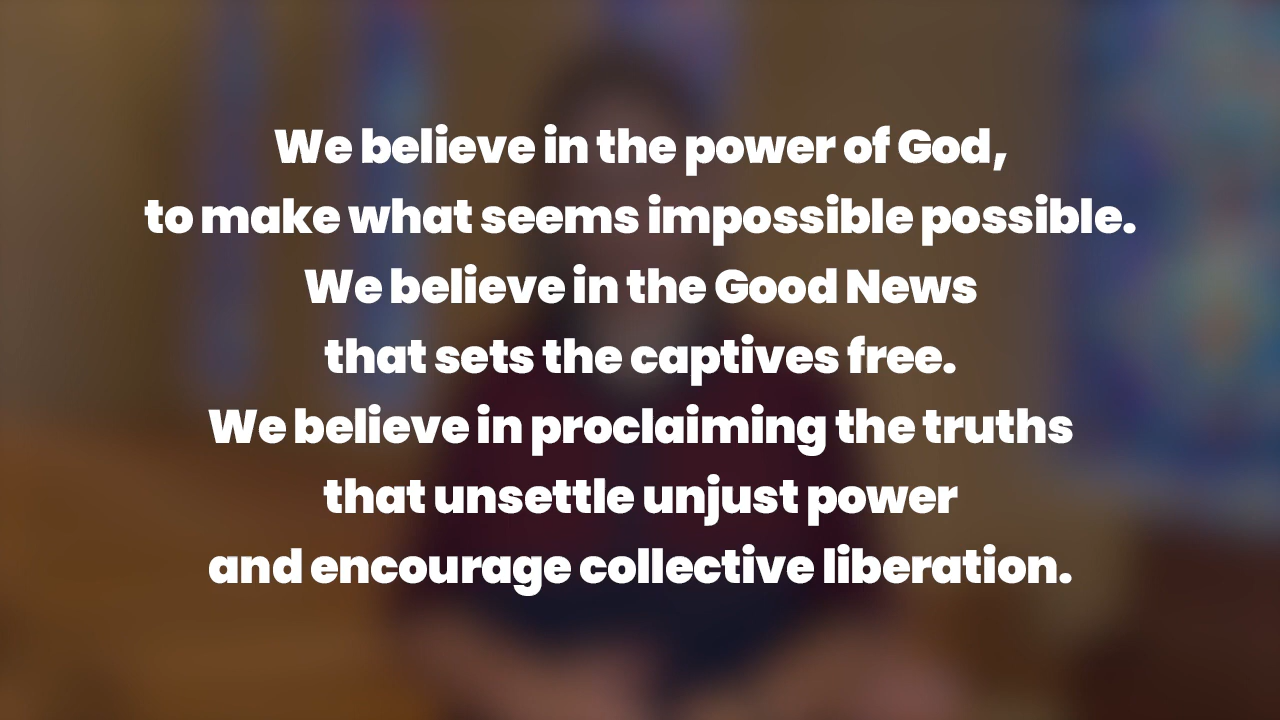 We believe in the power of God,
to make what seems impossible possible.
We believe in the Good News
that sets the captives free.
We believe in proclaiming the truths
that unsettle unjust power
and encourage collective liberation.